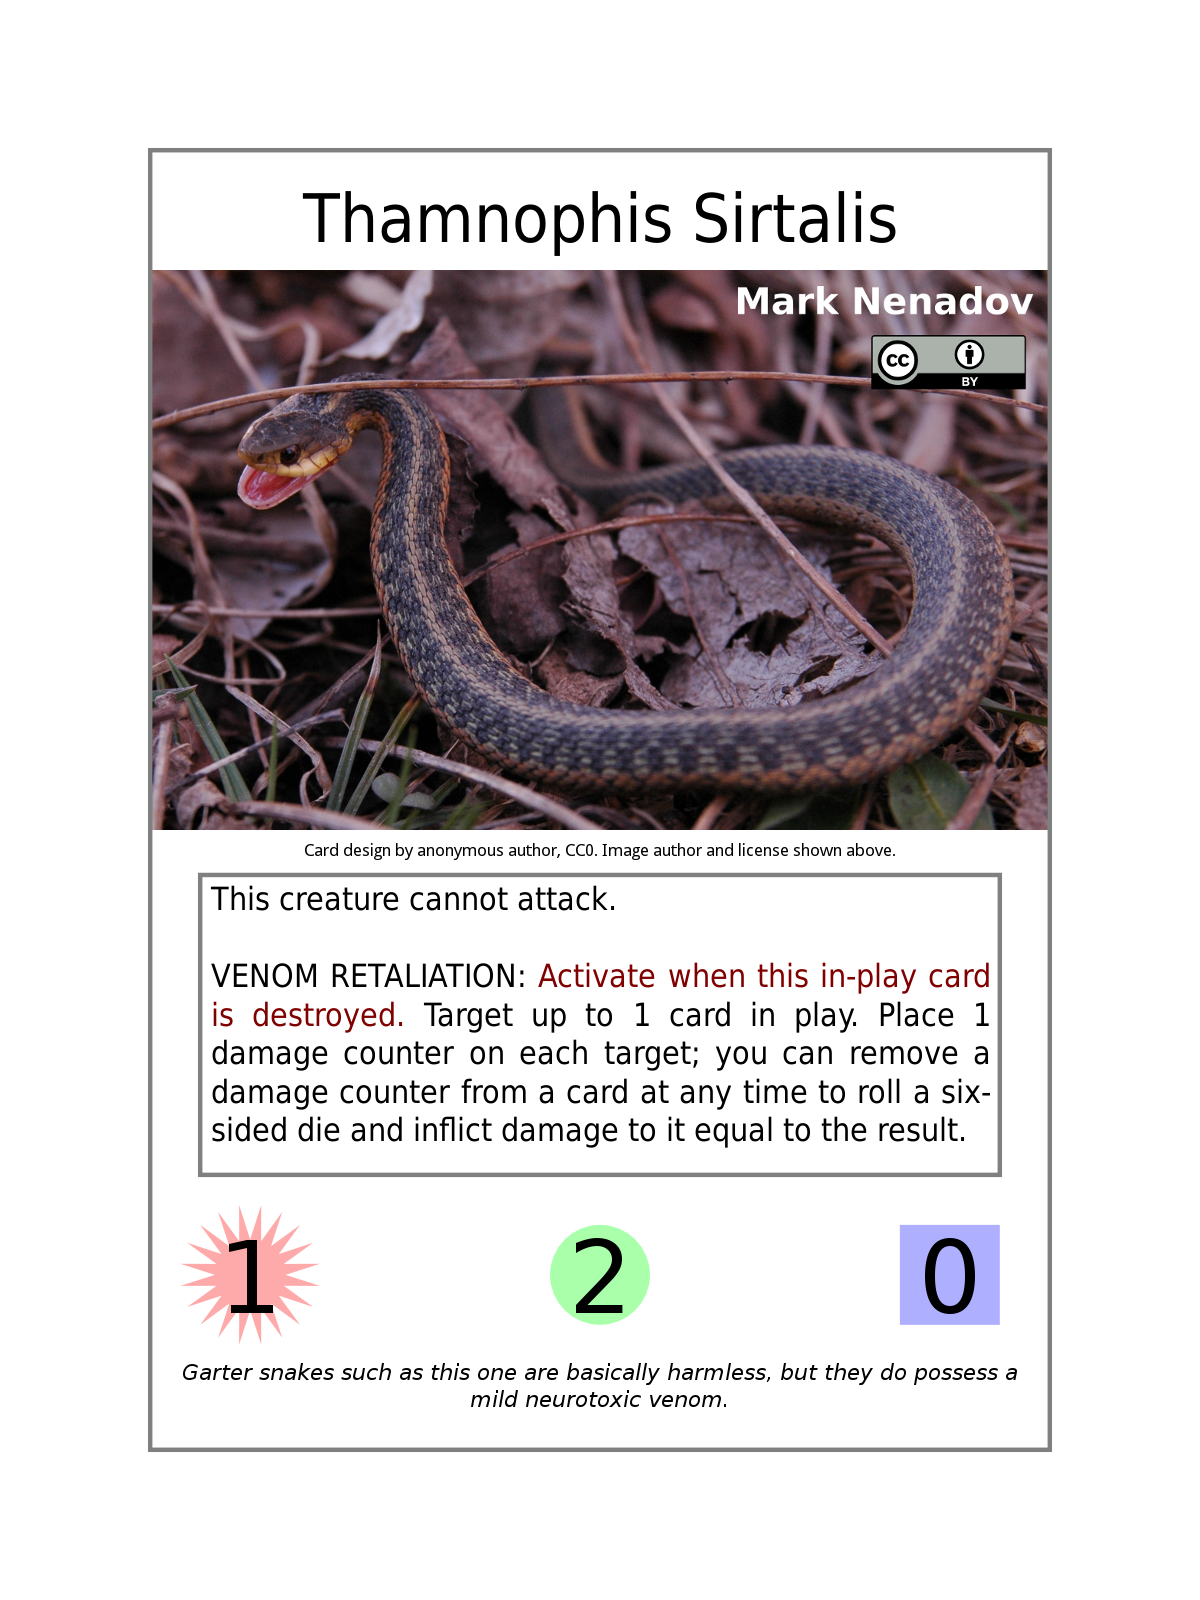 Thamnophis Sirtalis
Mark Nenadov
cc
BY
Card design by anonymous author, CC0. Image author and license shown above.
This creature cannot attack.
VENOM RETALIATION: Activate when this in-play card
is destroyed. Target up to 1 card in play. Place 1
damage counter on each target; you can remove a
damage counter from a card at any time to roll a six-
sided die and inflict damage to it equal to the result.
1 2 0
Garter snakes such as this one are basically harmless, but they do possess a
mild neurotoxic venom.